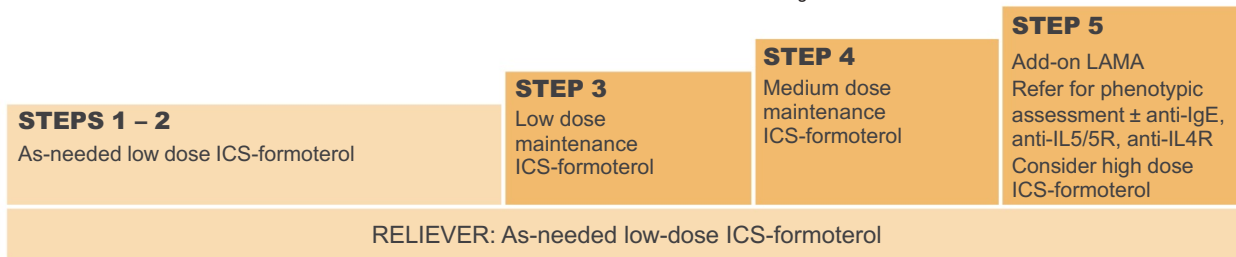 STEPS 1 – 2
As-needed low dose ICS-formoterol
STEP 3
Low dose
maintenance
ICS-formoterol
STEP 4
Medium dose
maintenance
ICS-formoterol
STEP 5
Add-on LAMA
Refer for phenotypic
assessment ± anti-IgE,
anti-IL5/5R, anti-IL4R
Consider high dose
ICS-formoterol
RELIEVER: As-needed low-dose ICS-formoterol